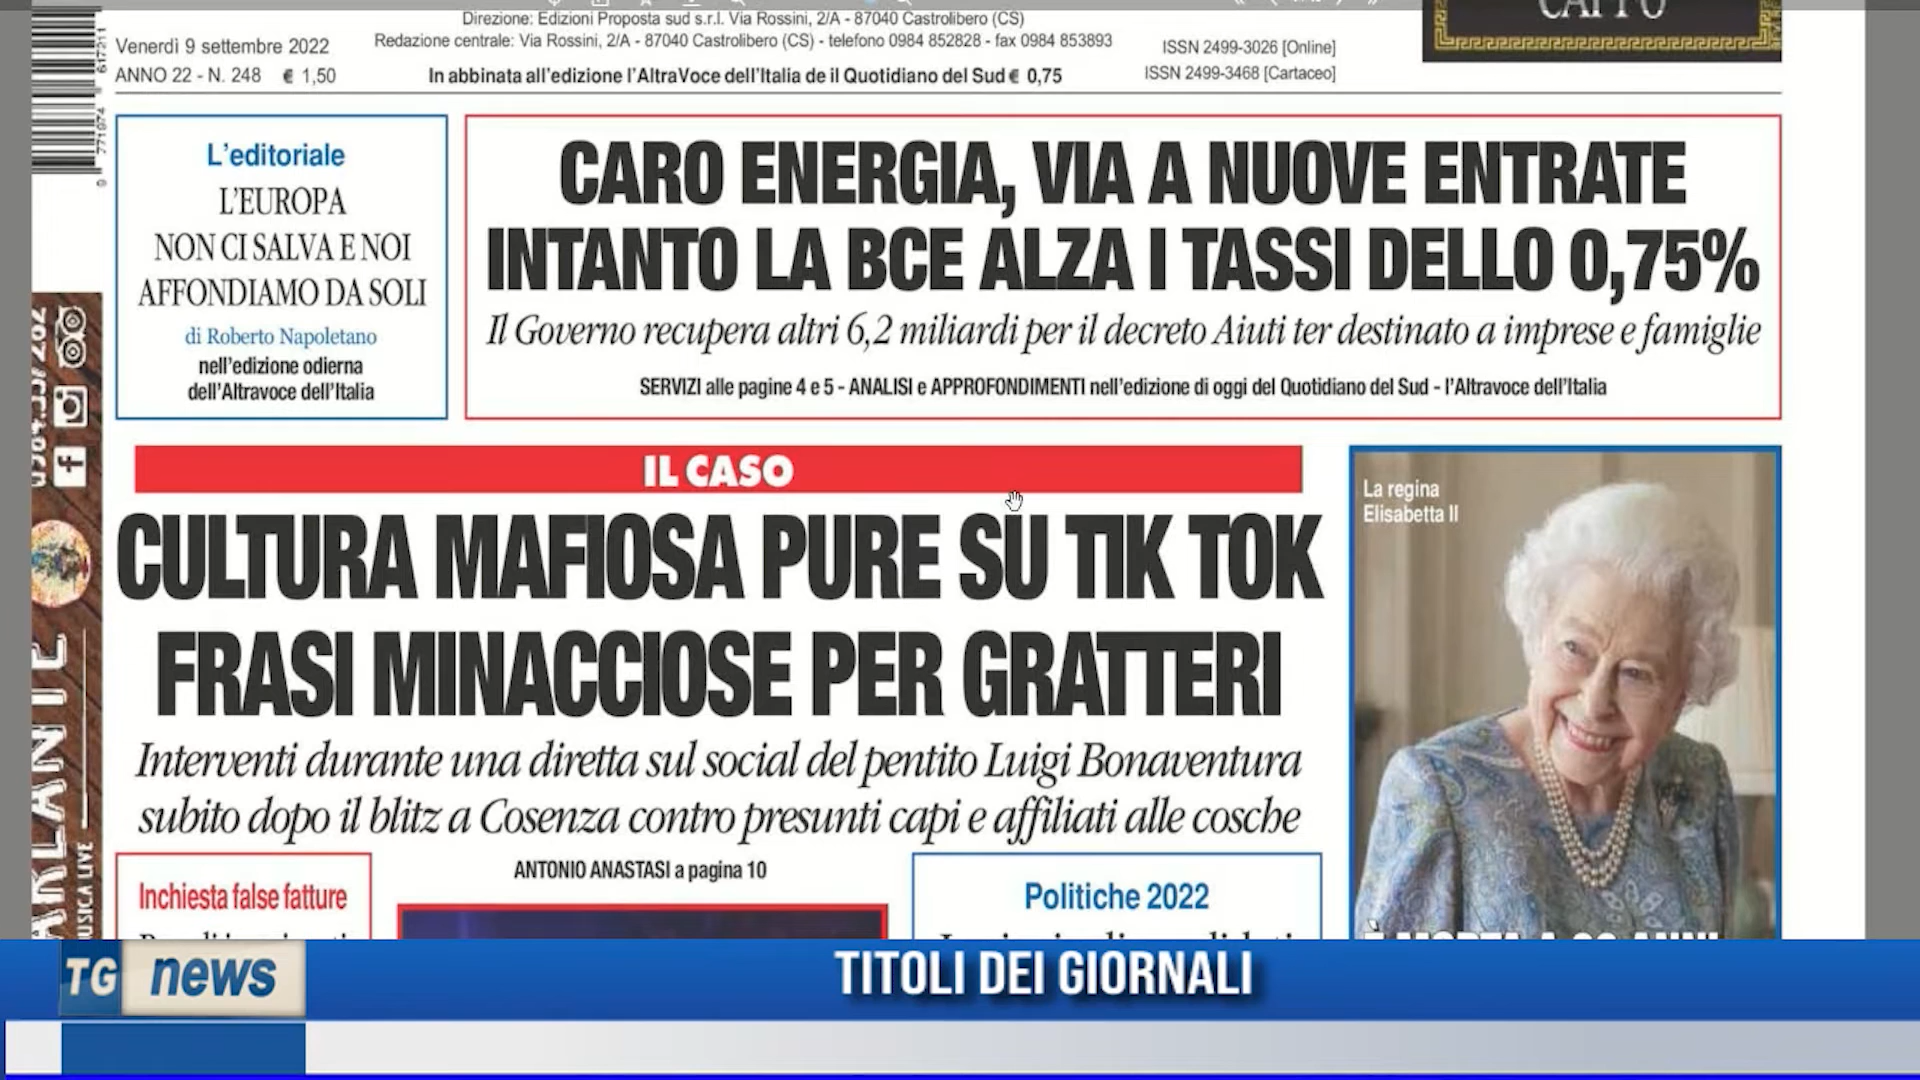 Direzione: Edizioni Proposta sud s.r.l. Via Rossini, 2/A - 87040 Castrolibero (CS)
Venerdì 9 settembre 2022
Redazione centrale: Via Rossini, 2/A - 87040 Castrolibero (CS) - telefono 0984 852828 - fax 0984 853893
ISSN 2499-3026 [Online]
ANNO 22 - N. 248 € 1,50
In abbinata all'edizione l'AltraVoce dell'Italia de il Quotidiano del Sud € 0,75
ISSN 2499-3468 [Cartaceo]
L'editoriale
L'EUROPA
NON CI SALVA E NOI
AFFONDIAMO DA SOLI
di Roberto Napoletano
nell'edizione odierna
dell'Altravoce dell'Italia
CARO ENERGIA, VIA A NUOVE ENTRATE
INTANTO LA BCE ALZA I TASSI DELLO 0,75%
Il Governo recupera altri 6,2 miliardi per il decreto Aiuti ter destinato a imprese e famiglie
SERVIZI alle pagine 4 e 5 - ANALISI e APPROFONDIMENTI nell'edizione di oggi del Quotidiano del Sud - l'Altravoce dell'Italia
IL CASO
CULTURA MAFIOSA PURE SU TIK TOK
FRASI MINACCIOSE PER GRATTERI
Interventi durante una diretta sul social del pentito Luigi Bonaventura
subito dopo il blitz a Cosenza contro presunti capi e affiliati alle cosche
ANTONIO ANASTASI a pagina 10
La regina
Elisabetta II
Inchiesta false fatture
Politiche 2022
MUSICA LIVE
TG news
TITOLI DEI GIORNALI